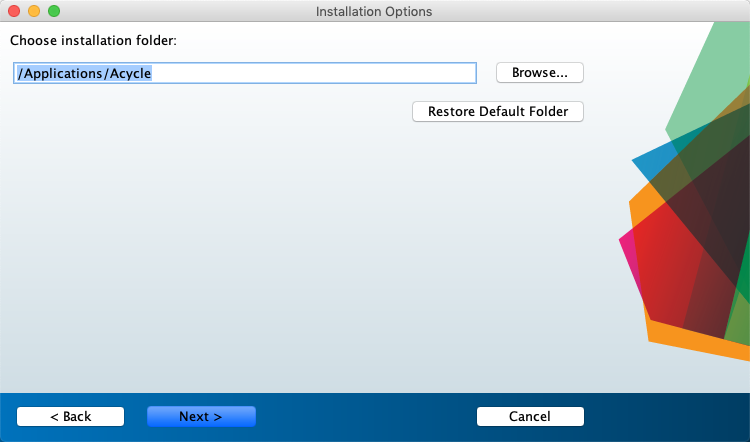 Installation Options
Choose installation folder:
/Applications/Acycle
Browse...
Restore Default Folder
< Back
Next >
Cancel